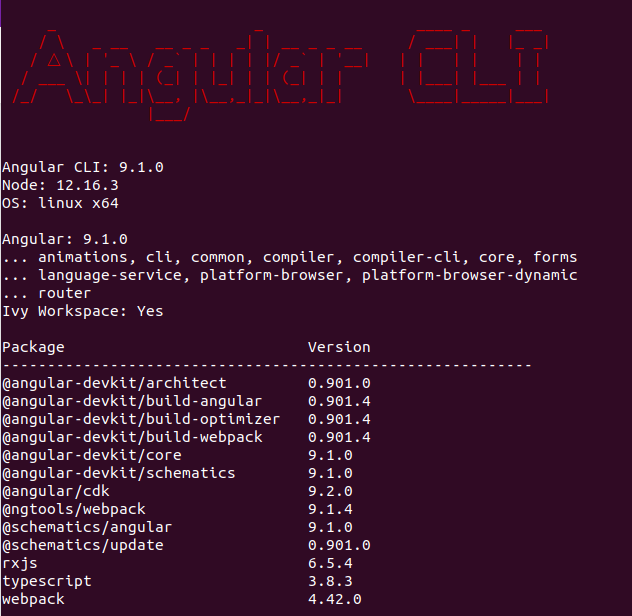 Angular CLI
Angular CLI: 9.1.0
Node: 12.16.3
OS: linux x64
Angular: 9.1.0
... animations, cli, common, compiler, compiler-cli, core, forms
... language-service, platform-browser, platform-browser-dynamic
... router
Ivy Workspace: Yes
Package Version
-----------------------------------------------------------
@angular-devkit/architect 0.901.0
@angular-devkit/build-angular 0.901.4
@angular-devkit/build-optimizer 0.901.4
@angular-devkit/build-webpack 0.901.4
@angular-devkit/core 9.1.0
@angular-devkit/schematics 9.1.0
@angular/cdk 9.2.0
@ngtools/webpack 9.1.4
@schematics/angular 9.1.0
@schematics/update 0.901.0
rxjs 6.5.4
typescript 3.8.3
webpack 4.42.0